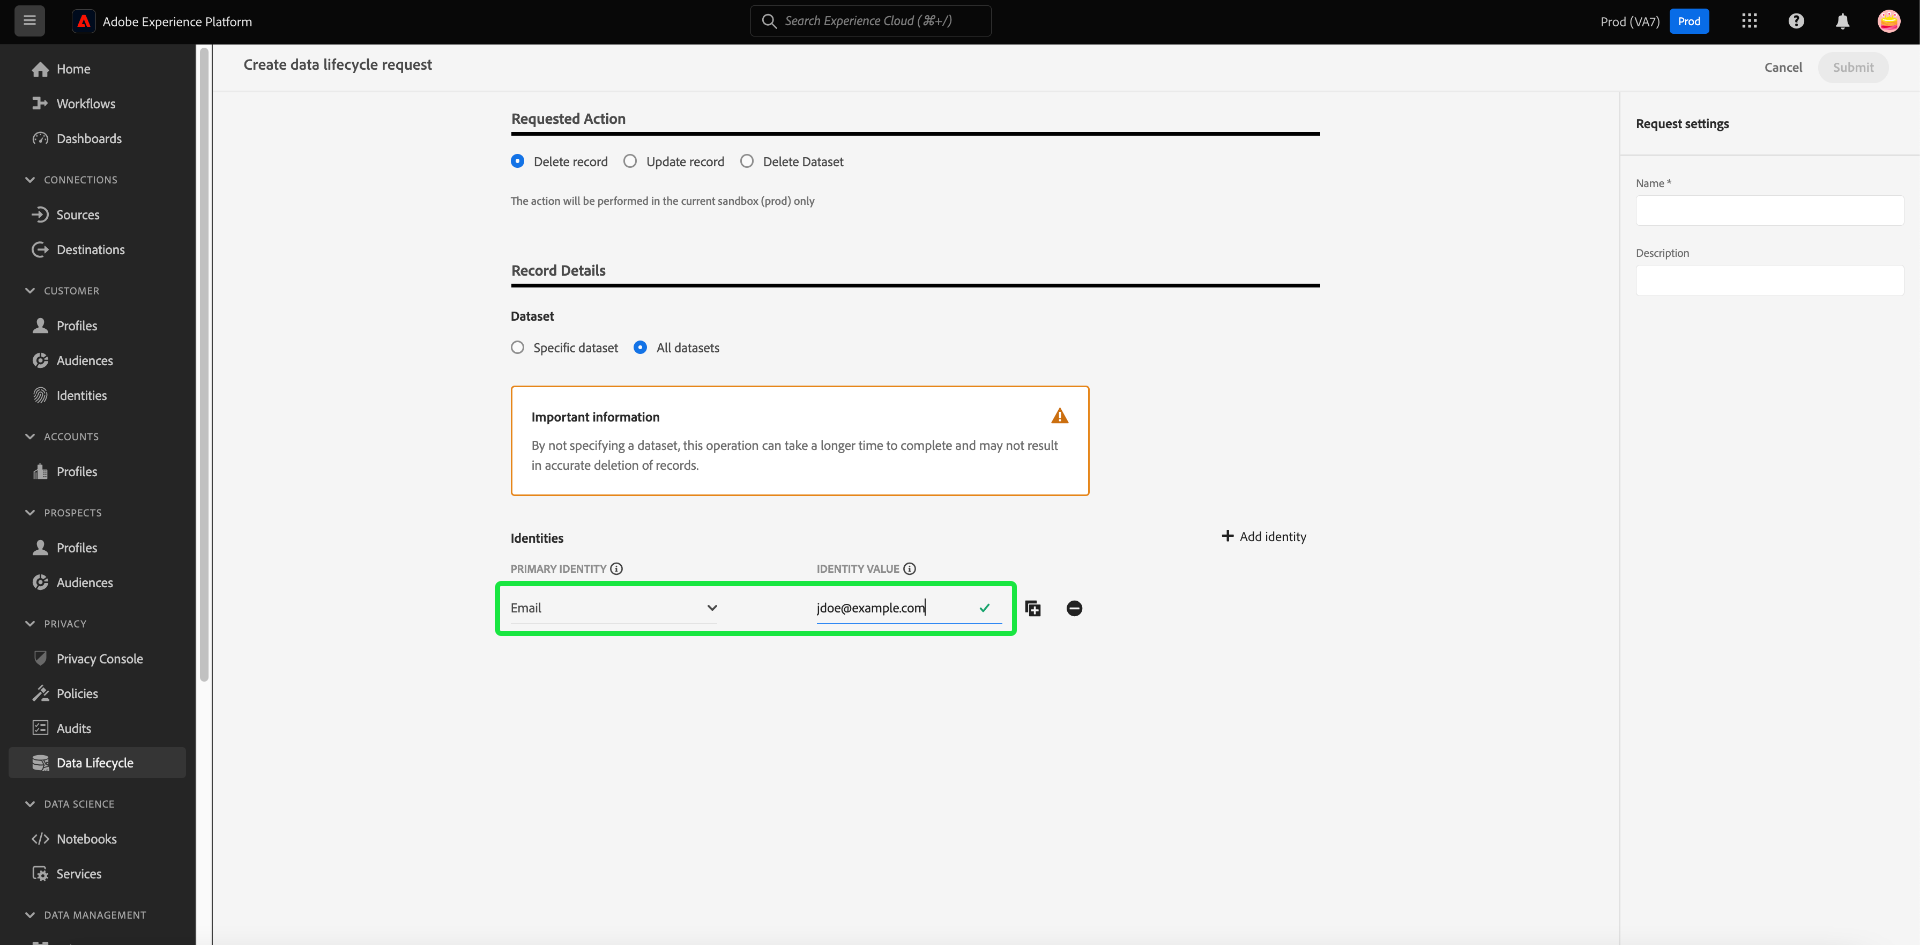 Adobe Experience Platform
Search Experience Cloud (⌘+/)
Prod (VA7)
Prod
Home
Workflows
Dashboards
CONNECTIONS
Sources
Destinations
CUSTOMER
Profiles
Audiences
Identities
ACCOUNTS
Profiles
PROSPECTS
Profiles
Audiences
PRIVACY
Privacy Console
Policies
Audits
Data Lifecycle
DATA SCIENCE
Notebooks
Services
DATA MANAGEMENT
Create data lifecycle request
Cancel
Submit
Requested Action
Delete record
Update record
Delete Dataset
The action will be performed in the current sandbox (prod) only
Record Details
Dataset
Specific dataset
All datasets
Important information
By not specifying a dataset, this operation can take a longer time to complete and may not result
in accurate deletion of records.
Identities
Add identity
PRIMARY IDENTITY
IDENTITY VALUE
Email
jdoe@example.com
Request settings
Name *
Description